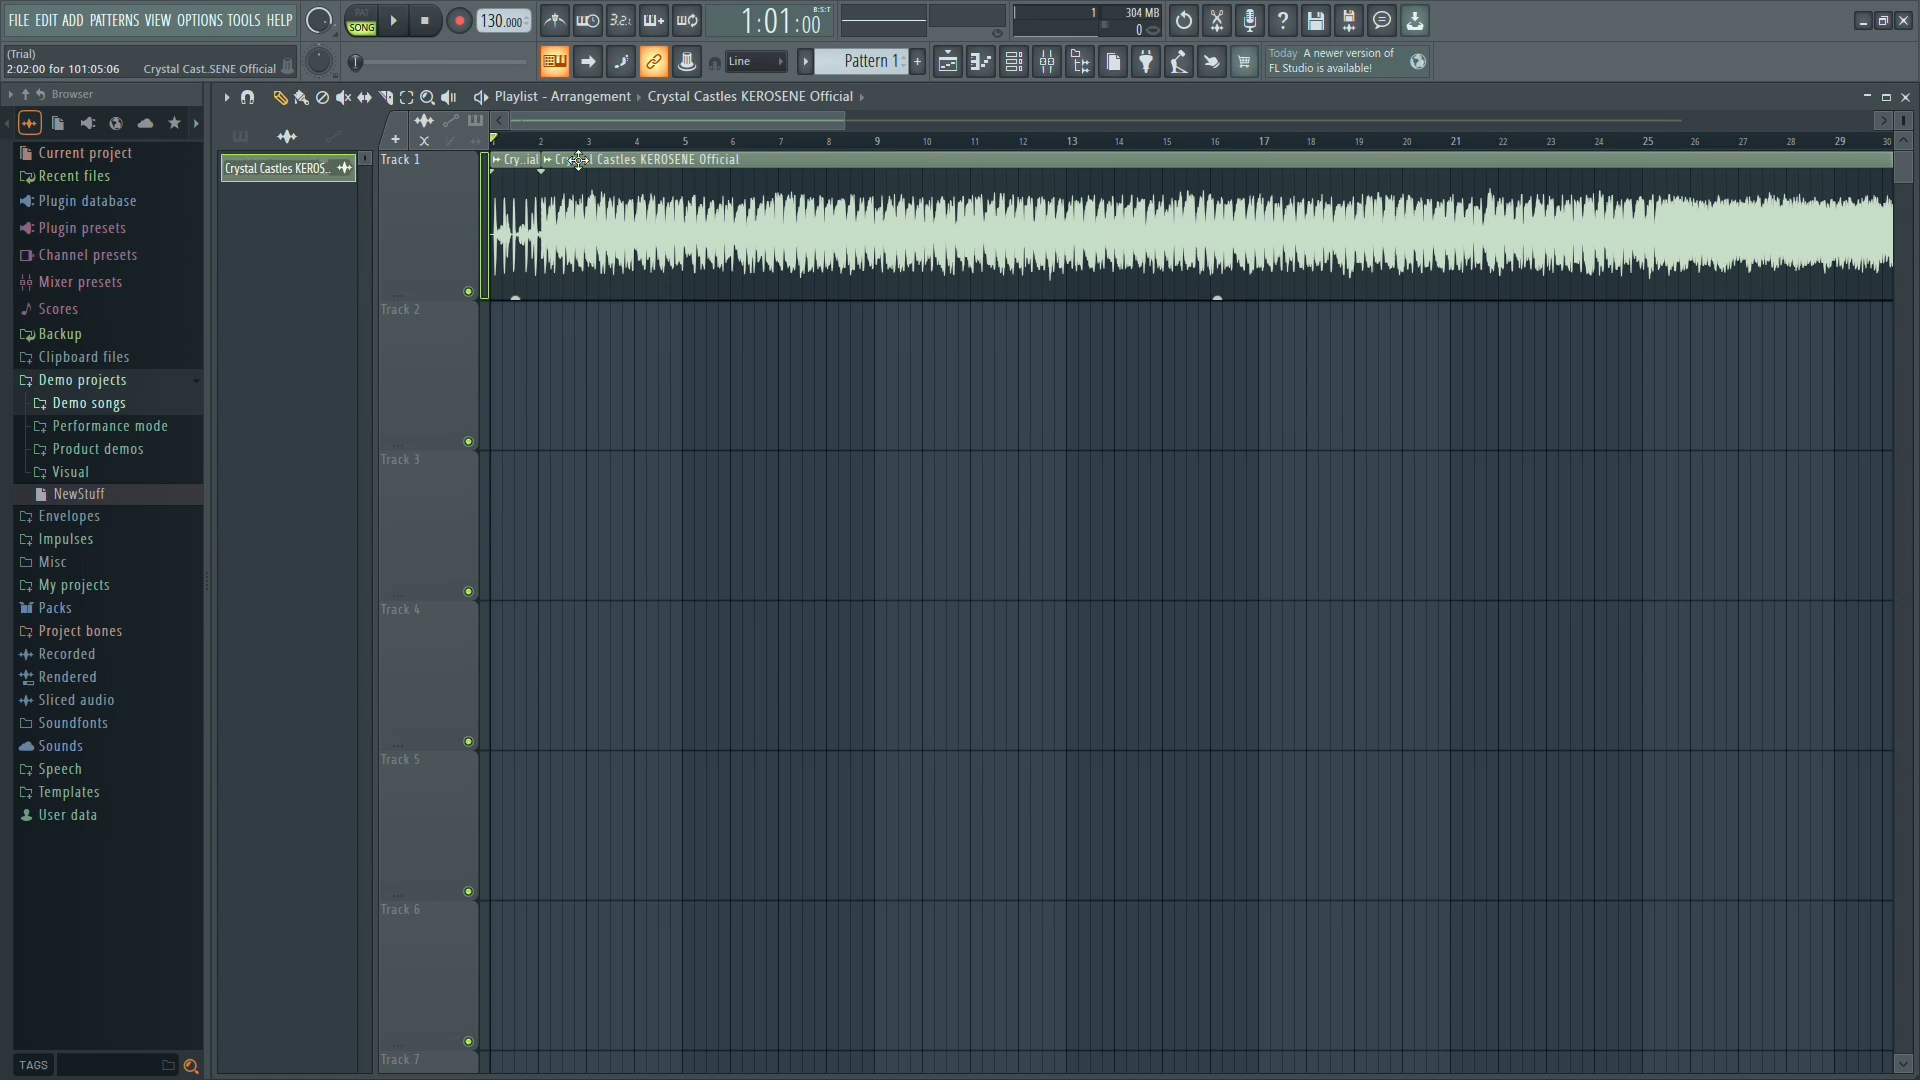 FILE EDIT ADD PATTERNS VIEW OPTIONS TOOLS HELP
PAT
SONG
130.000
3.2
1:01:00
B:S:T
1
304 MB
0
(Trial)
2:02:00 for 101:05:06
Crystal Cast..SENE Official
Line
Pattern 1
+
Today A newer version of
FL Studio is available!
Browser
Playlist - Arrangement
Crystal Castles KEROSENE Official
Current project
Recent files
Plugin database
Plugin presets
Channel presets
Mixer presets
Scores
Backup
Clipboard files
Demo projects
Demo songs
Performance mode
Product demos
Visual
NewStuff
Envelopes
Impulses
Misc
My projects
Packs
Project bones
Recorded
Rendered
Sliced audio
Soundfonts
Sounds
Speech
Templates
User data
TAGS
Crystal Castles KEROS..
1 2 3 4 5 6 7 8 9 10 11 12 13 14 15 16 17 18 19 20 21 22 23 24 25 26 27 28 29 30
Track 1
Cry..ial
Castles KEROSENE Official
Track 2
Track 3
Track 4
Track 5
Track 6
Track 7